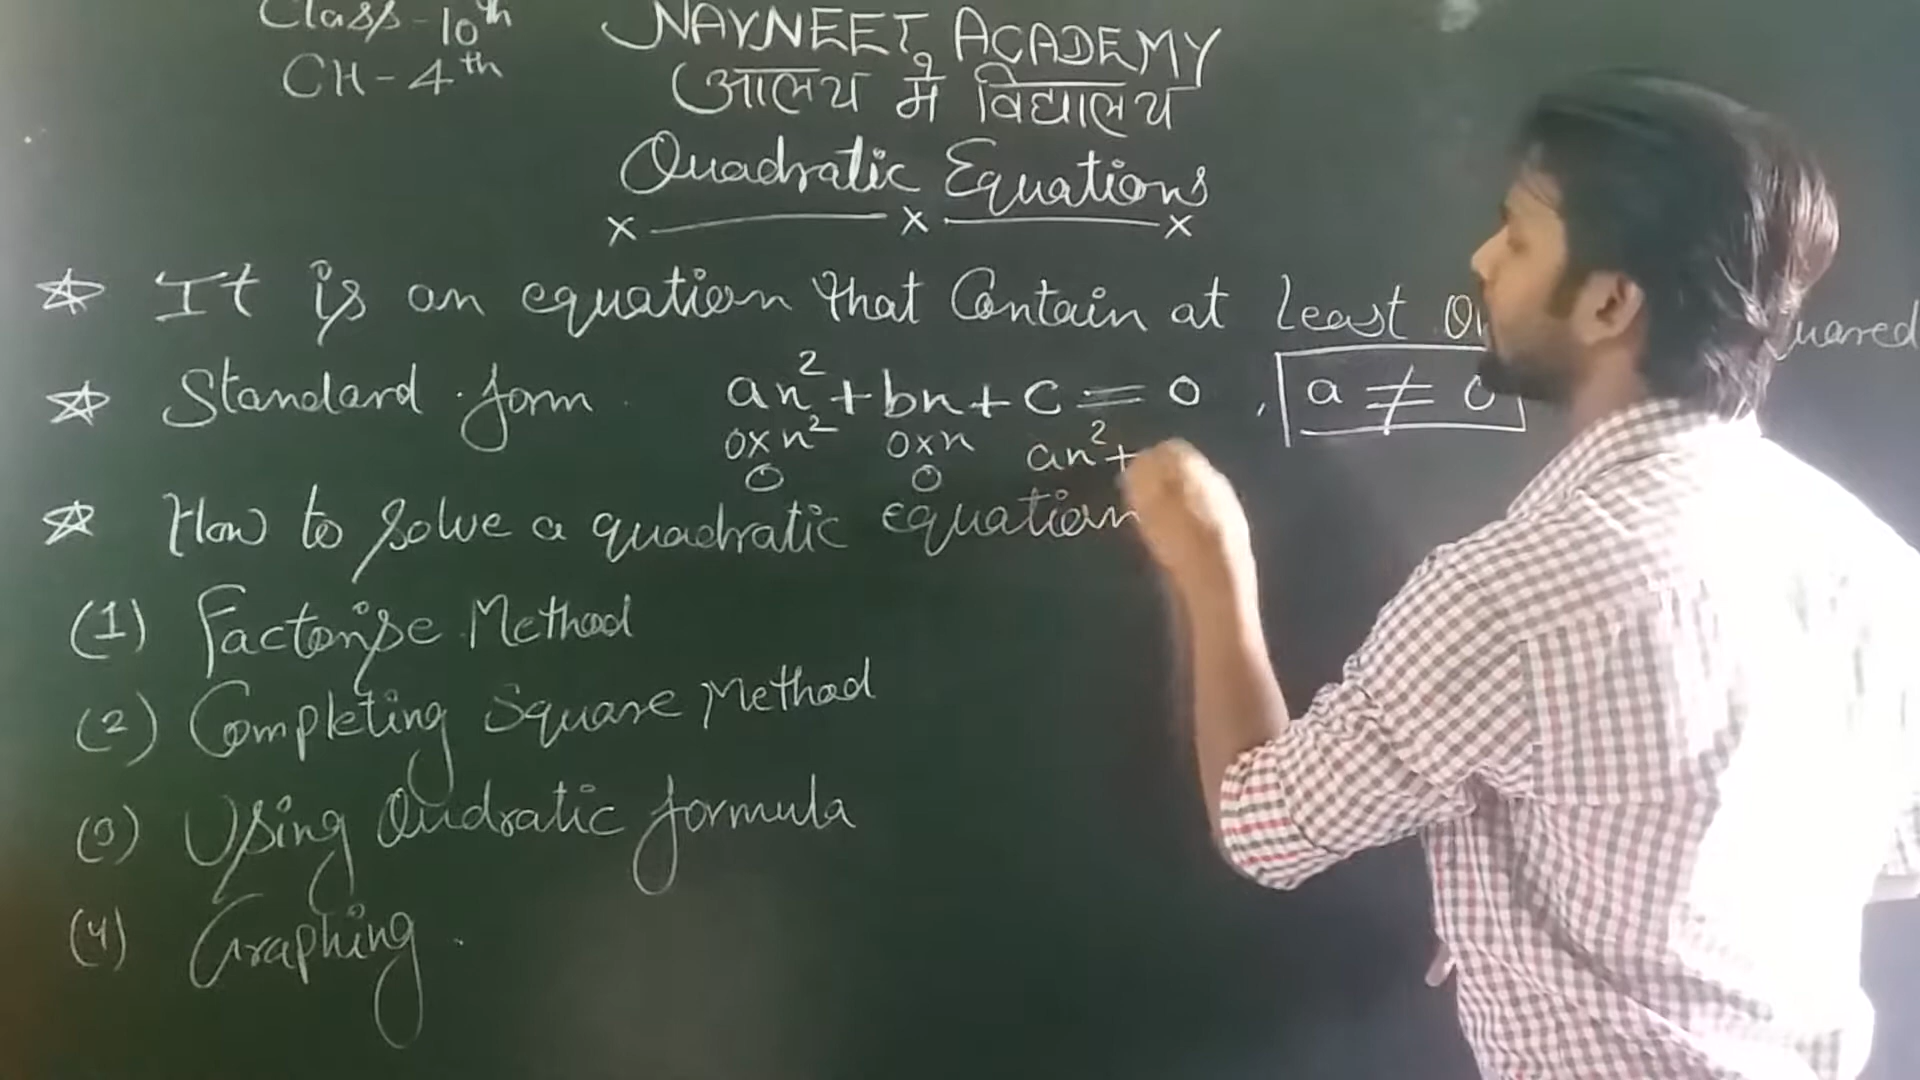 Class-10th
CH-4th
NAVNEET ACADEMY
आलय में विद्यालय
Quadratic Equations
x———x———x
☆ It is an equation that Contain at least
☆ Standard form an²+bn+c=0, a≠0
0xn² 0xn an²+
0 0
☆ How to solve a quadratic equation
(1) Factorise Method
(2) Completing Square Method
(3) Using Qudratic formula
(4) Graphing.